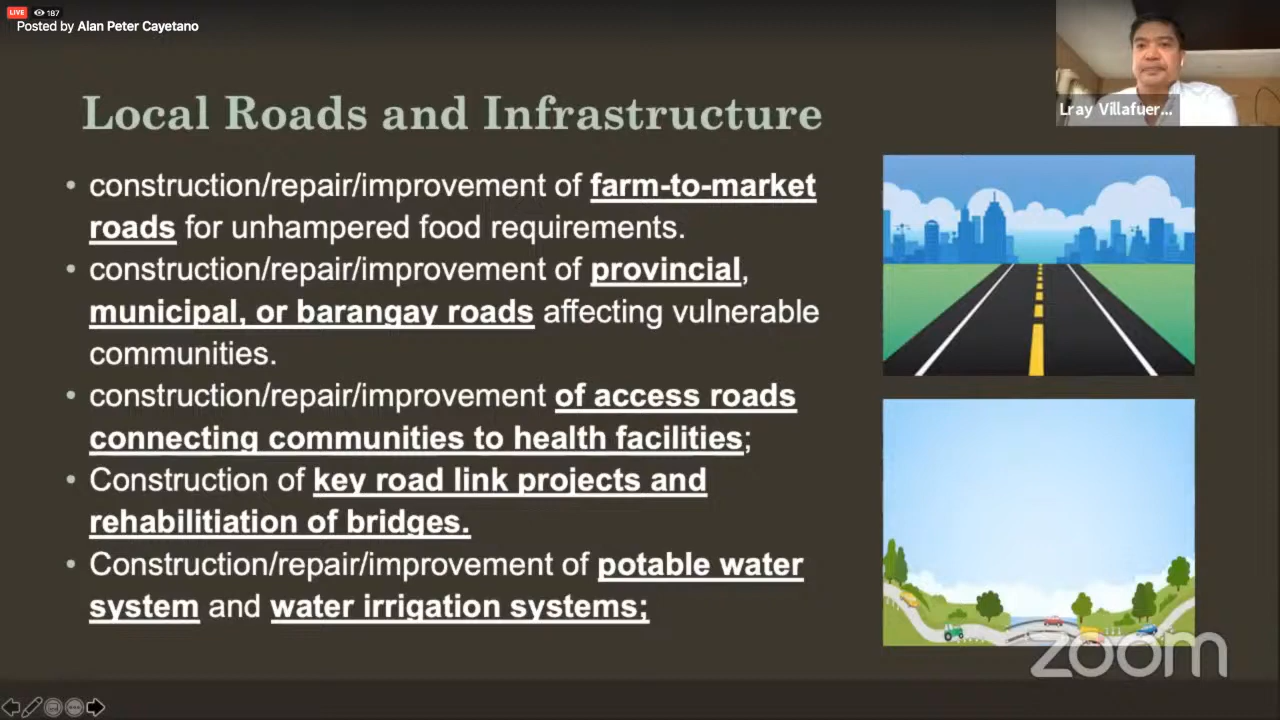 LIVE 187
Posted by Alan Peter Cayetano
Lray Villafuer...
Local Roads and Infrastructure
• construction/repair/improvement of farm-to-market
roads for unhampered food requirements.
• construction/repair/improvement of provincial,
municipal, or barangay roads affecting vulnerable
communities.
• construction/repair/improvement of access roads
connecting communities to health facilities;
• Construction of key road link projects and
rehabilitiation of bridges.
• Construction/repair/improvement of potable water
system and water irrigation systems;
zoom